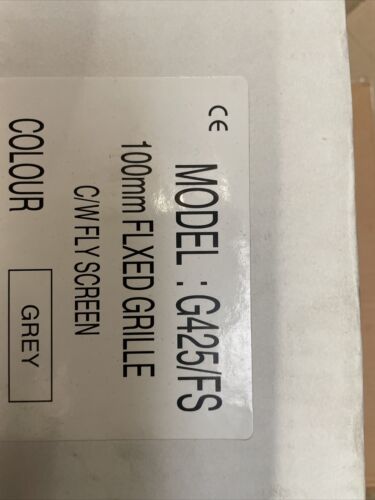 CE
MODEL : G425/FS
100mm FLXED GRILLE
C/W FLY SCREEN
COLOUR GREY